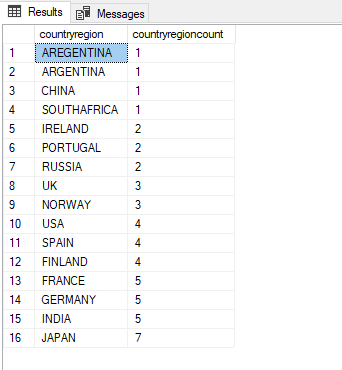 Results Messages
countryregion countryregioncount
1 AREGENTINA 1
2 ARGENTINA 1
3 CHINA 1
4 SOUTHAFRICA 1
5 IRELAND 2
6 PORTUGAL 2
7 RUSSIA 2
8 UK 3
9 NORWAY 3
10 USA 4
11 SPAIN 4
12 FINLAND 4
13 FRANCE 5
14 GERMANY 5
15 INDIA 5
16 JAPAN 7